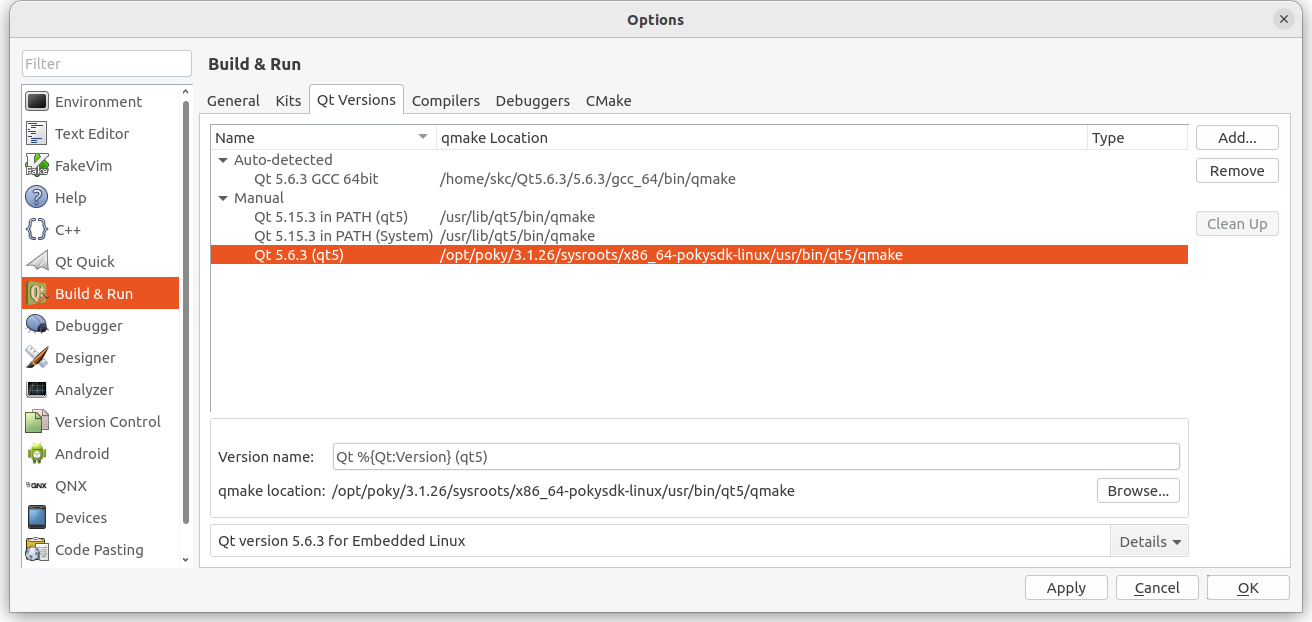 Options
Filter
Environment
Text Editor
FakeVim
Help
C++
Qt Quick
Build & Run
Debugger
Designer
Analyzer
Version Control
Android
QNX
Devices
Code Pasting
Build & Run
General Kits Qt Versions Compilers Debuggers CMake
Name qmake Location Type
Auto-detected
Qt 5.6.3 GCC 64bit /home/skc/Qt5.6.3/5.6.3/gcc_64/bin/qmake
Manual
Qt 5.15.3 in PATH (qt5) /usr/lib/qt5/bin/qmake
Qt 5.15.3 in PATH (System) /usr/lib/qt5/bin/qmake
Qt 5.6.3 (qt5) /opt/poky/3.1.26/sysroots/x86_64-pokysdk-linux/usr/bin/qt5/qmake
Add...
Remove
Clean Up
Version name: Qt %{Qt:Version} (qt5)
qmake location: /opt/poky/3.1.26/sysroots/x86_64-pokysdk-linux/usr/bin/qt5/qmake Browse...
Qt version 5.6.3 for Embedded Linux Details
Apply Cancel OK